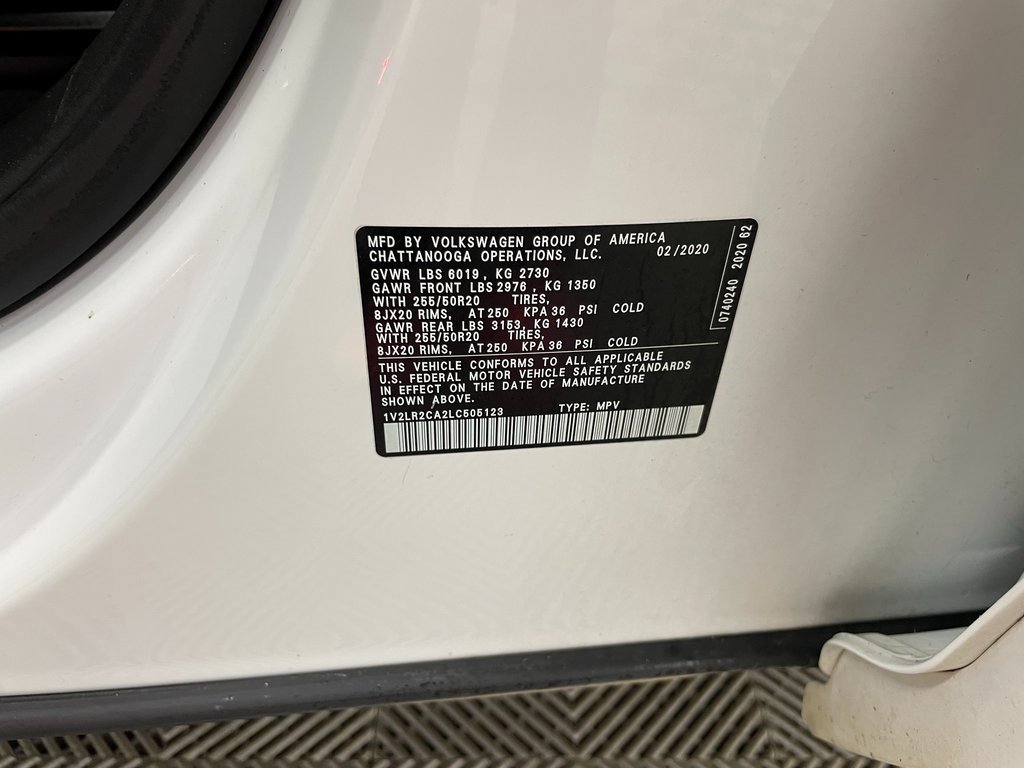 MFD BY VOLKSWAGEN GROUP OF AMERICA
CHATTANOOGA OPERATIONS, LLC. 02/2020
GVWR LBS 6019, KG 2730
GAWR FRONT LBS 2976, KG 1350
WITH 255/50R20 TIRES,
8JX20 RIMS, AT 250 KPA 36 PSI COLD
GAWR REAR LBS 3153, KG 1430
WITH 255/50R20 TIRES,
8JX20 RIMS, AT 250 KPA 36 PSI COLD
THIS VEHICLE CONFORMS TO ALL APPLICABLE
U.S. FEDERAL MOTOR VEHICLE SAFETY STANDARDS
IN EFFECT ON THE DATE OF MANUFACTURE
SHOWN ABOVE.
1V2LR2CA2LC505123 TYPE: MPV
0740240 2020 62